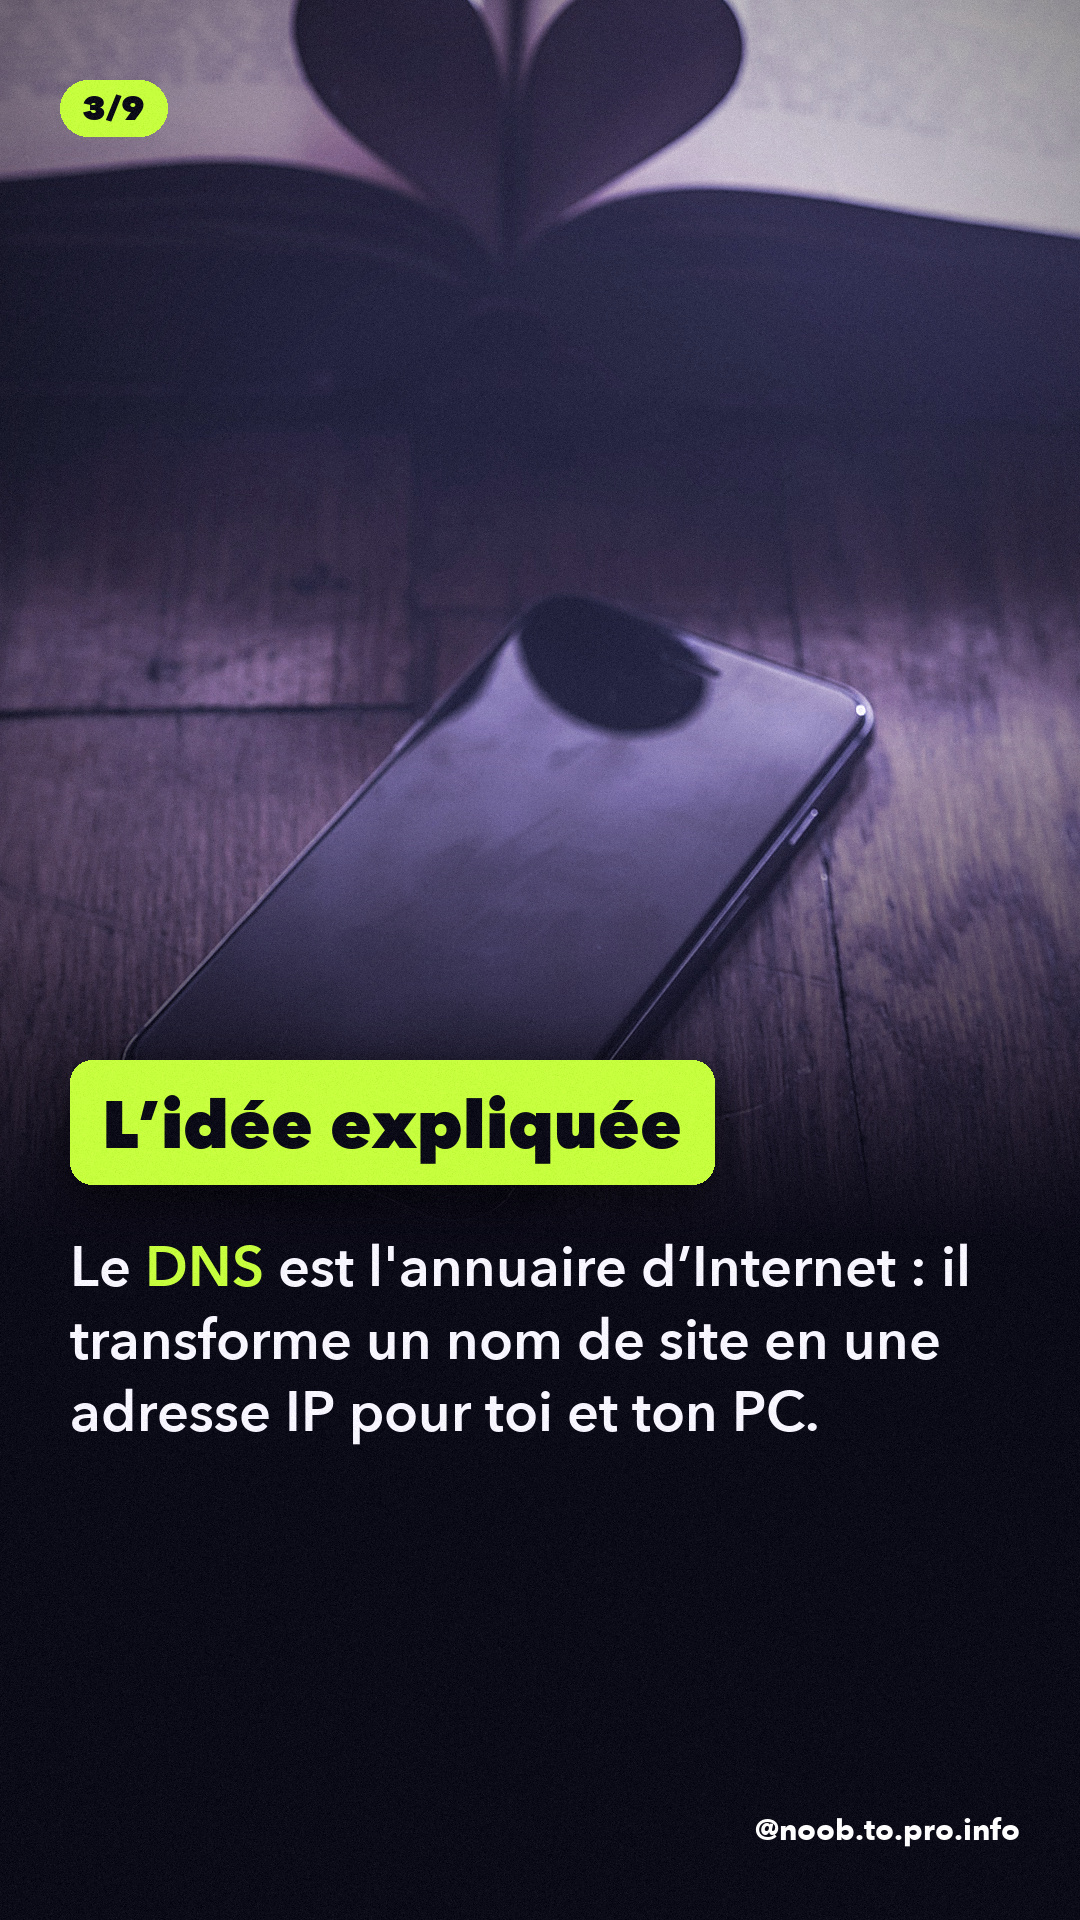 3/9
L’idée expliquée
Le DNS est l'annuaire d’Internet : il
transforme un nom de site en une
adresse IP pour toi et ton PC.
@noob.to.pro.info